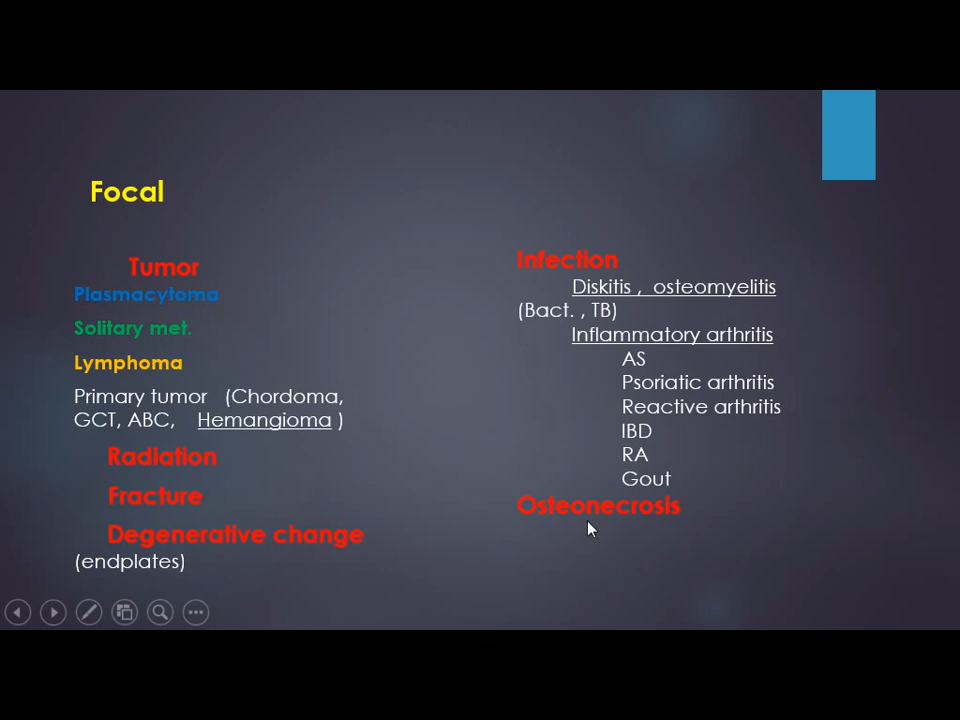 Focal
Tumor
Plasmacytoma
Solitary met.
Lymphoma
Primary tumor (Chordoma,
GCT, ABC, Hemangioma )
Radiation
Fracture
Degenerative change
(endplates)
Infection
Diskitis , osteomyelitis
(Bact. , TB)
Inflammatory arthritis
AS
Psoriatic arthritis
Reactive arthritis
IBD
RA
Gout
Osteonecrosis